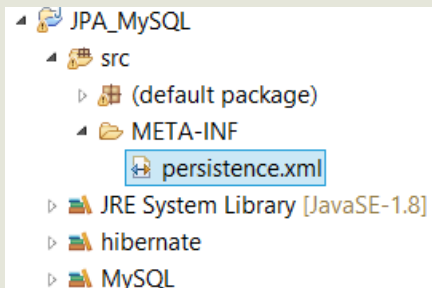 JPA_MySQL
src
(default package)
META-INF
persistence.xml
JRE System Library [JavaSE-1.8]
hibernate
MySQL